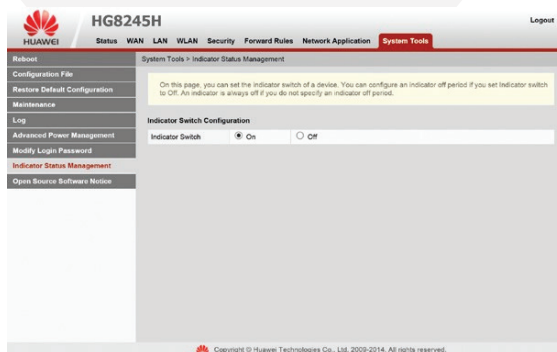 HG8245H
Logout
HUAWEI
Status WAN LAN WLAN Security Forward Rules Network Application System Tools
Reboot
Configuration File
Restore Default Configuration
Maintenance
Log
Advanced Power Management
Modify Login Password
Indicator Status Management
Open Source Software Notice
System Tools > Indicator Status Management
On this page, you can set the indicator switch of a device. You can configure an indicator off period if you set Indicator switch
to Off. An indicator is always off if you do not specify an indicator off period.
Indicator Switch Configuration
Indicator Switch On Off
Copyright © Huawei Technologies Co., Ltd. 2009-2014. All rights reserved.